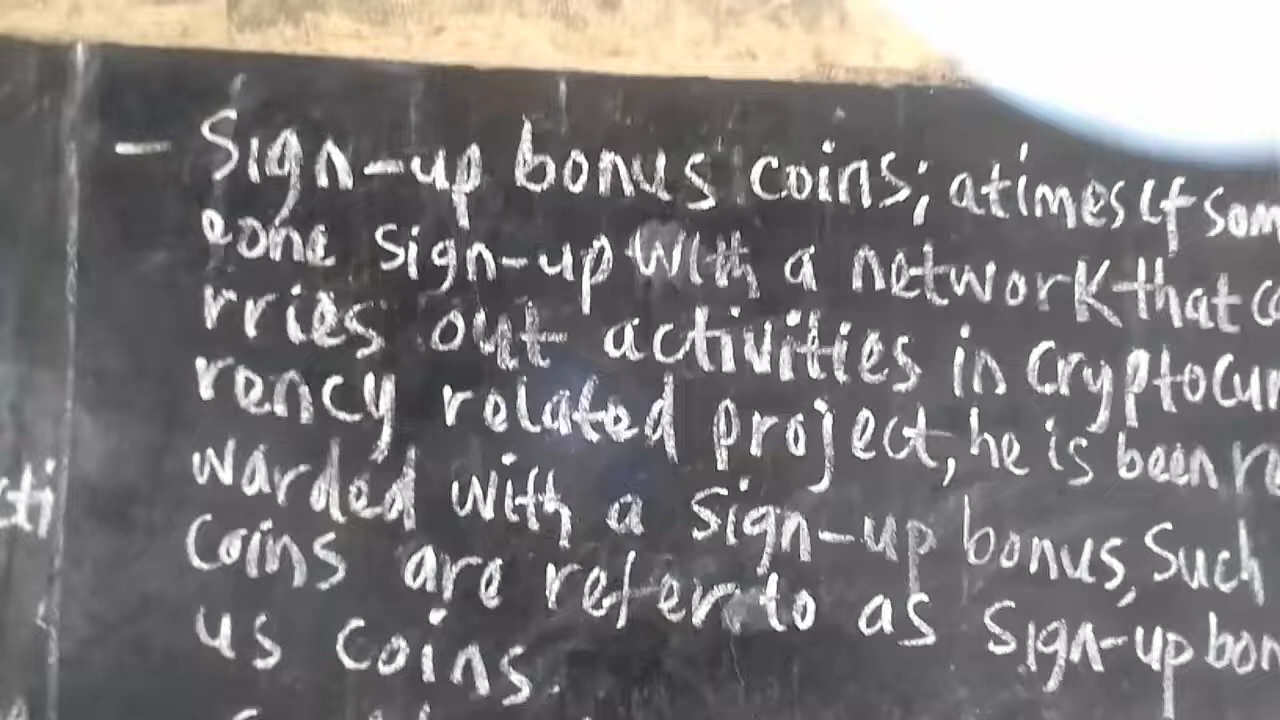 - Sign-up bonus coins; atimes if som
eone sign-up with a network that ca
rries out activities in cryptocur
rency related project, he is been re
warded with a sign-up bonus, such
coins are refer to as sign-up bon
us coins.
cti